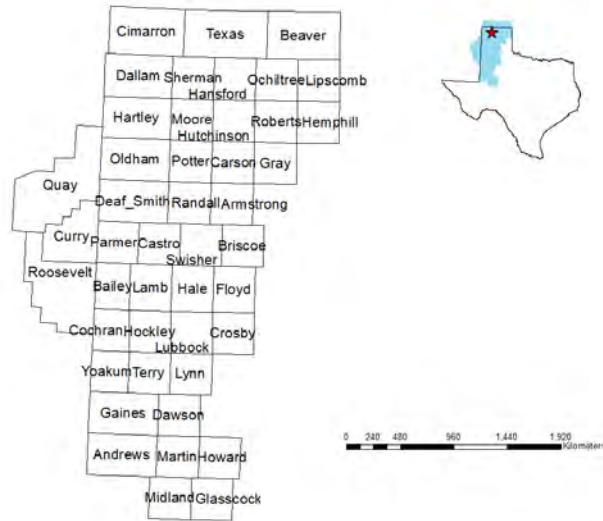 Cimarron Texas Beaver
Dallam Sherman Ochiltree Lipscomb
Hansford
Hartley Moore Roberts Hemphill
Hutchinson
Oldham Potter Carson Gray
Quay
Deaf_Smith Randall Armstrong
Curry Parmer Castro Briscoe
Swisher
Roosevelt
Bailey Lamb Hale Floyd
Cochran Hockley Crosby
Lubbock
Yoakum Terry Lynn
Gaines Dawson
Andrews Martin Howard
Midland Glasscock
0 240 480 960 1.440 1.920
Kilometers